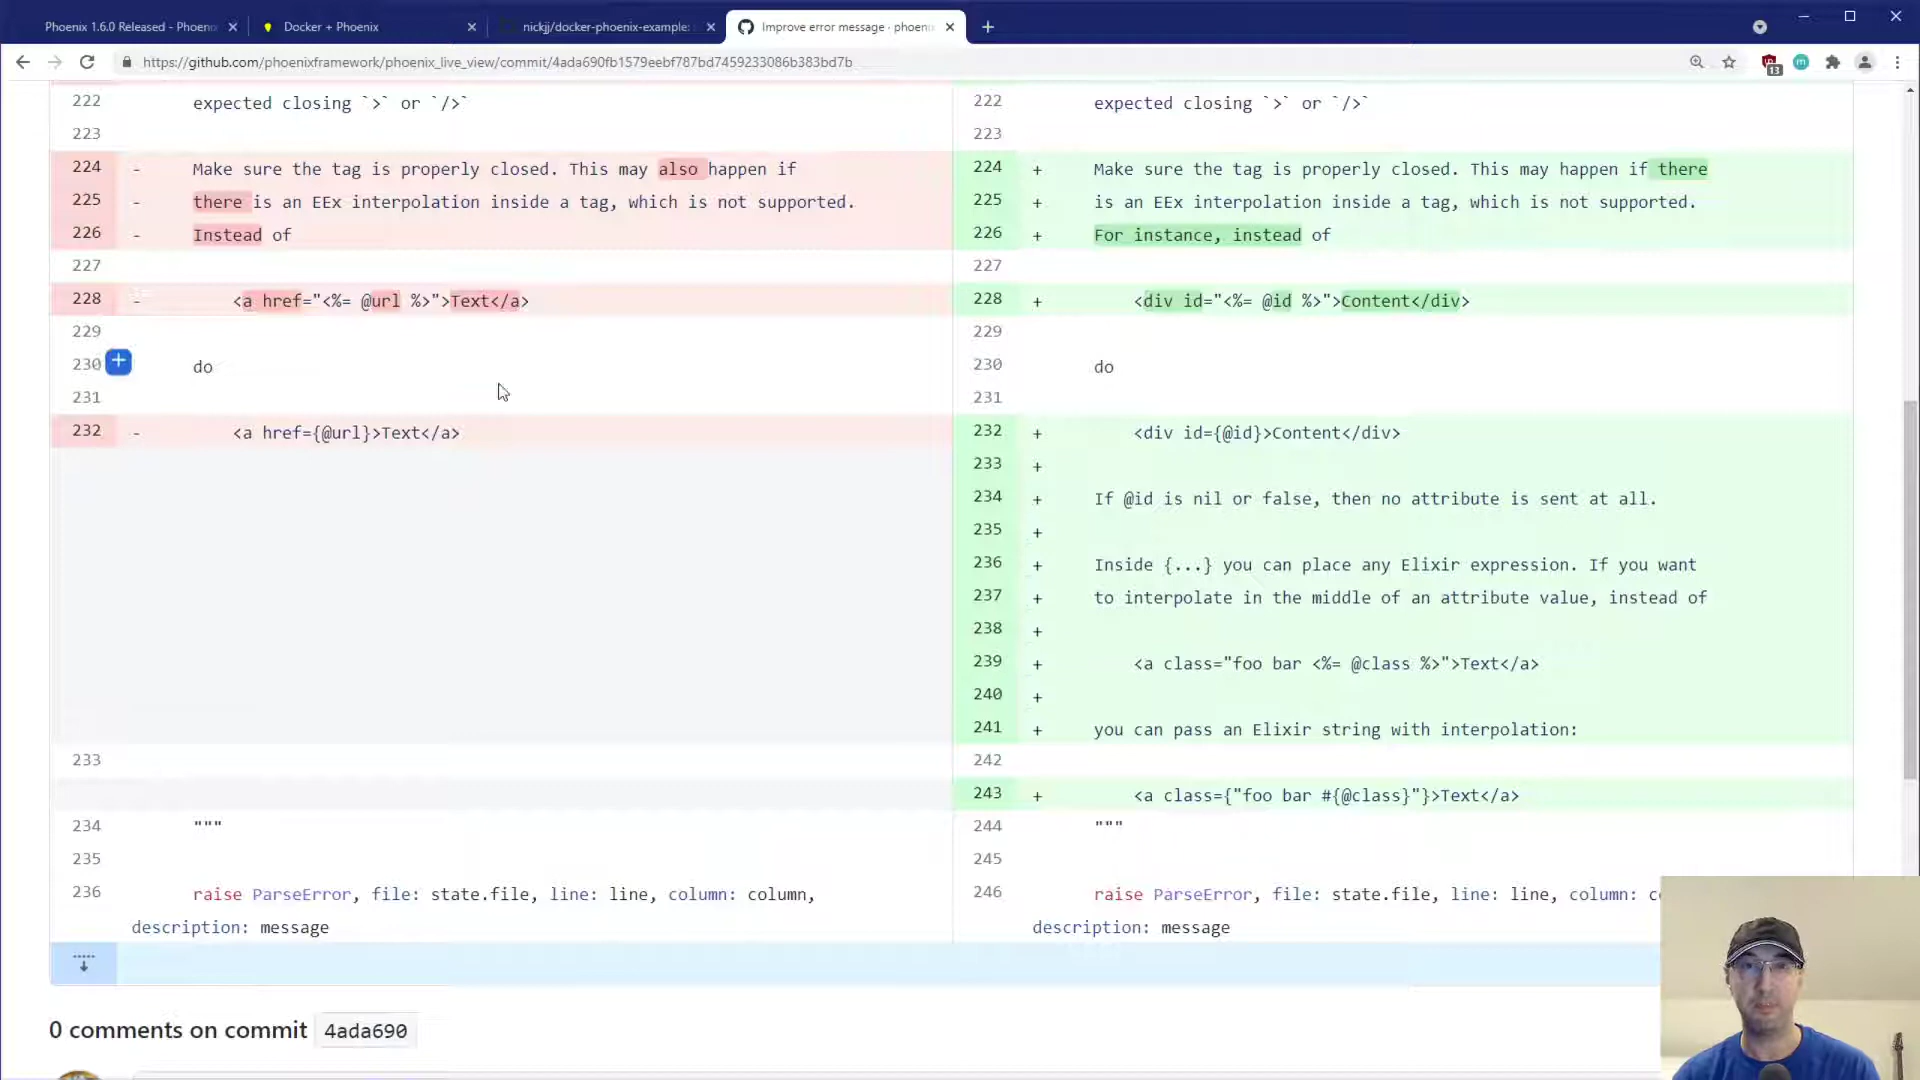 Phoenix 1.6.0 Released - Phoenix
Docker + Phoenix
nickjj/docker-phoenix-example:
Improve error message · phoeni
https://github.com/phoenixframework/phoenix_live_view/commit/4ada690fb1579eebf787bd7459233086b383bd7b
13
222 expected closing `>` or `/>`
223
224 - Make sure the tag is properly closed. This may also happen if
225 - there is an EEx interpolation inside a tag, which is not supported.
226 - Instead of
227
228 - <a href="<%= @url %>">Text</a>
229
230 do
231
232 - <a href={@url}>Text</a>
233
234 """
235
236 raise ParseError, file: state.file, line: line, column: column,
description: message
222 expected closing `>` or `/>`
223
224 + Make sure the tag is properly closed. This may happen if there
225 + is an EEx interpolation inside a tag, which is not supported.
226 + For instance, instead of
227
228 + <div id="<%= @id %>">Content</div>
229
230 do
231
232 + <div id={@id}>Content</div>
233 +
234 + If @id is nil or false, then no attribute is sent at all.
235 +
236 + Inside {...} you can place any Elixir expression. If you want
237 + to interpolate in the middle of an attribute value, instead of
238 +
239 + <a class="foo bar <%= @class %>">Text</a>
240 +
241 + you can pass an Elixir string with interpolation:
242
243 + <a class={"foo bar #{@class}"}>Text</a>
244 """
245
246 raise ParseError, file: state.file, line: line, column: co
description: message
0 comments on commit 4ada690